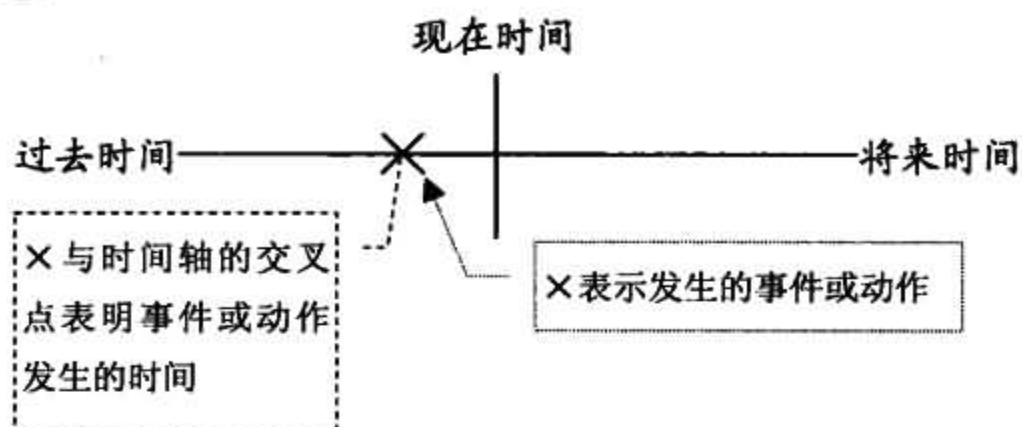 现在时间
过去时间
将来时间
×与时间轴的交叉
点表明事件或动作
发生的时间
×表示发生的事件或动作